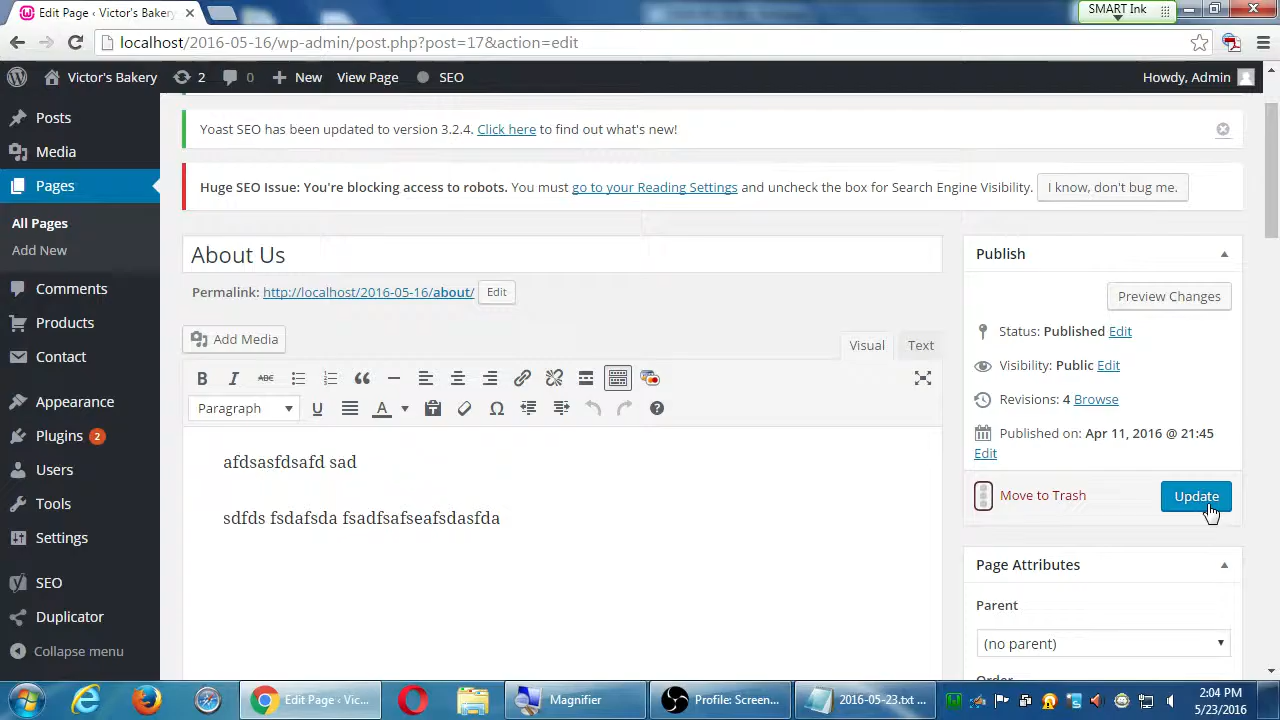 Edit Page ‹ Victor's Bakery
SMART Ink
localhost/2016-05-16/wp-admin/post.php?post=17&action=edit
Victor's Bakery 2 0 New View Page SEO Howdy, Admin
Posts
Media
Pages
All Pages
Add New
Comments
Products
Contact
Appearance
Plugins 2
Users
Tools
Settings
SEO
Duplicator
Collapse menu
Yoast SEO has been updated to version 3.2.4. Click here to find out what's new!
Huge SEO Issue: You're blocking access to robots. You must go to your Reading Settings and uncheck the box for Search Engine Visibility. I know, don't bug me.
About Us
Permalink: http://localhost/2016-05-16/about/ Edit
Add Media
Visual Text
B I ABC
Paragraph U A Ω ?
afdsasfdsafd sad
sdfds fsdafsda fsadfsafseafsdasfda
Publish
Preview Changes
Status: Published Edit
Visibility: Public Edit
Revisions: 4 Browse
Published on: Apr 11, 2016 @ 21:45
Edit
Move to Trash Update
Page Attributes
Parent
(no parent)
Edit Page ‹ Vic... Magnifier Profile: Screen... 2016-05-23.txt ...
2:04 PM
5/23/2016